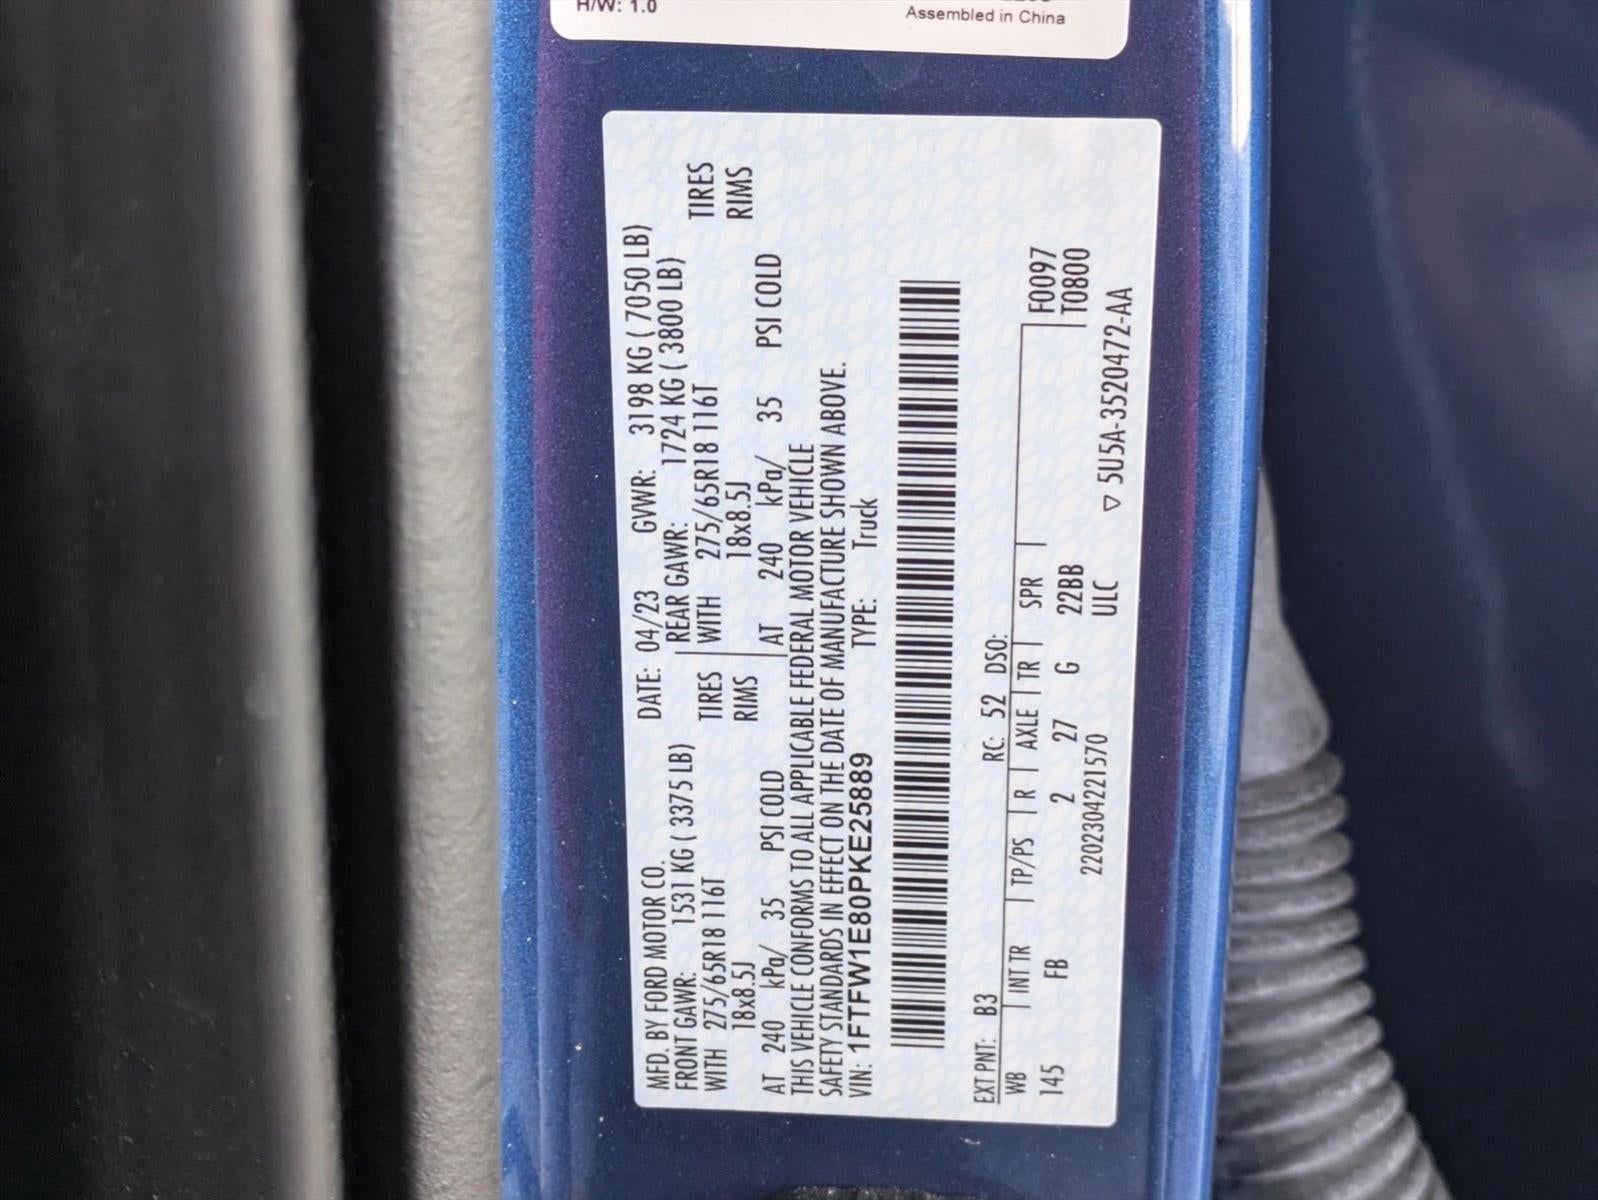 H/W: 1.0
Assembled in China
MFD. BY FORD MOTOR CO. DATE: 04/23 GVWR: 3198 KG ( 7050 LB)
FRONT GAWR: 1531 KG ( 3375 LB) REAR GAWR: 1724 KG ( 3800 LB)
WITH 275/65R18 116T TIRES WITH 275/65R18 116T TIRES
18x8.5J RIMS 18x8.5J RIMS
AT 240 kPa/ 35 PSI COLD AT 240 kPa/ 35 PSI COLD
THIS VEHICLE CONFORMS TO ALL APPLICABLE FEDERAL MOTOR VEHICLE
SAFETY STANDARDS IN EFFECT ON THE DATE OF MANUFACTURE SHOWN ABOVE.
VIN: 1FTFW1E80PKE25889 TYPE: Truck
EXT PNT: B3 RC: 52 DSO:
WB INT TR TP/PS R AXLE TR SPR F0097
145 FB 2 27 G 22BB T0800
2202304221570 ULC ▽ 5U5A-3520472-AA